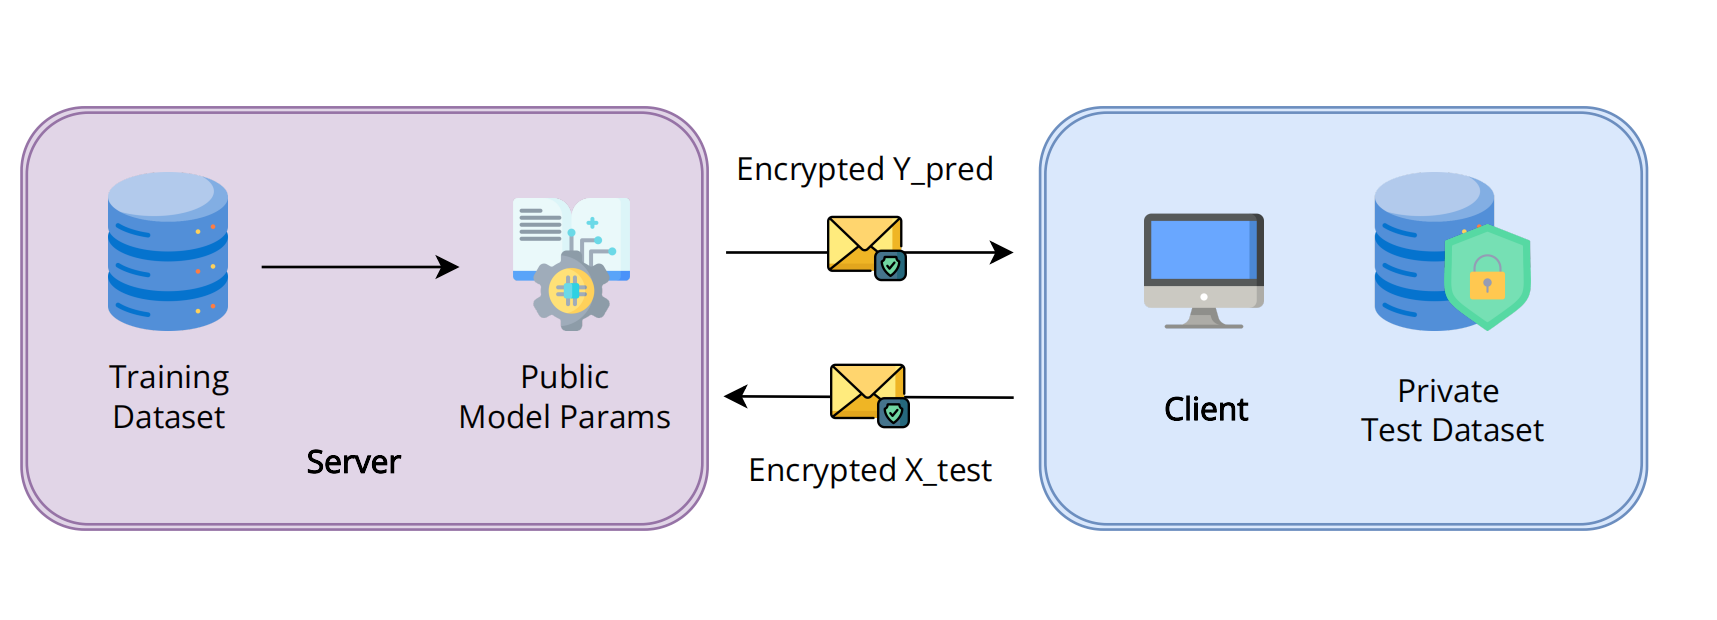 Training
Dataset
Public
Model Params
Server
Encrypted Y_pred
Encrypted X_test
Client
Private
Test Dataset